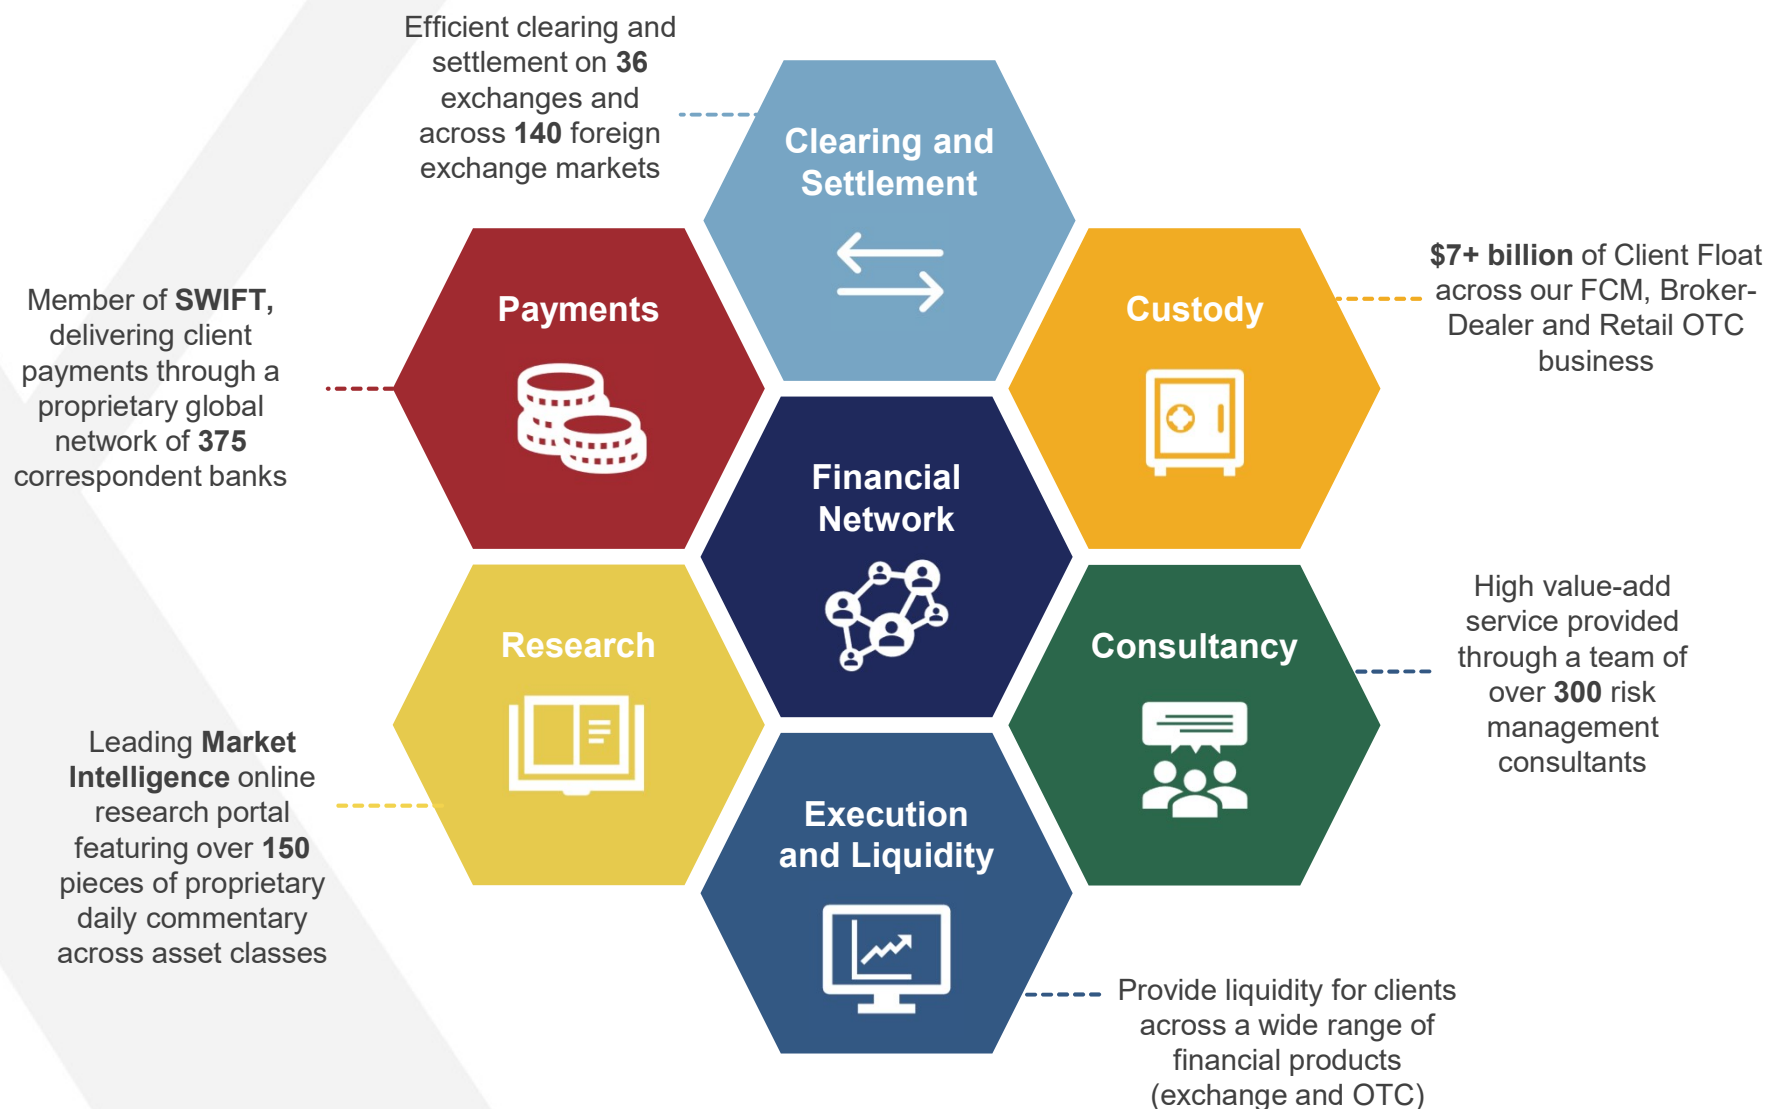 Efficient clearing and
settlement on 36
exchanges and
across 140 foreign
exchange markets
Clearing and
Settlement
Payments
Member of SWIFT,
delivering client
payments through a
proprietary global
network of 375
correspondent banks
Custody
$7+ billion of Client Float
across our FCM, Broker-
Dealer and Retail OTC
business
Financial
Network
Research
Leading Market
Intelligence online
research portal
featuring over 150
pieces of proprietary
daily commentary
across asset classes
Consultancy
High value-add
service provided
through a team of
over 300 risk
management
consultants
Execution
and Liquidity
Provide liquidity for clients
across a wide range of
financial products
(exchange and OTC)